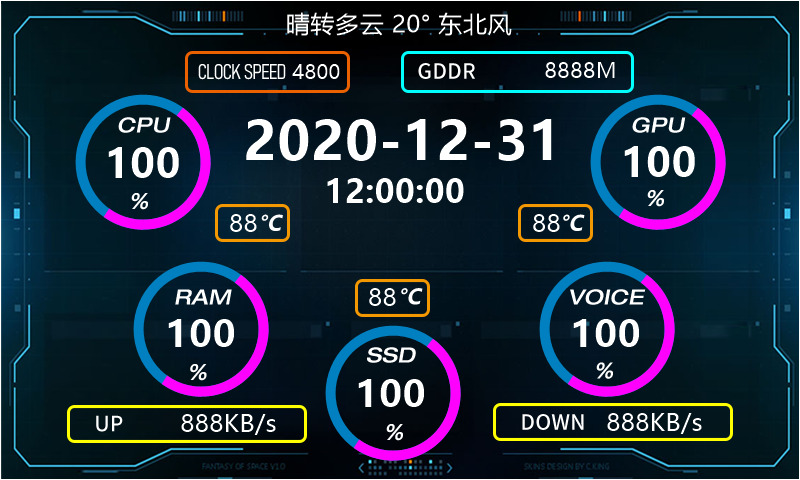 晴转多云 20° 东北风
CLOCK SPEED 4800
GDDR 8888M
CPU
100
%
2020-12-31
12:00:00
GPU
100
%
88℃
88℃
RAM
100
%
88℃
SSD
100
%
VOICE
100
%
UP 888KB/s
DOWN 888KB/s
FANTASY OF SPACE V1.0
SKINS DESIGN BY C.KING